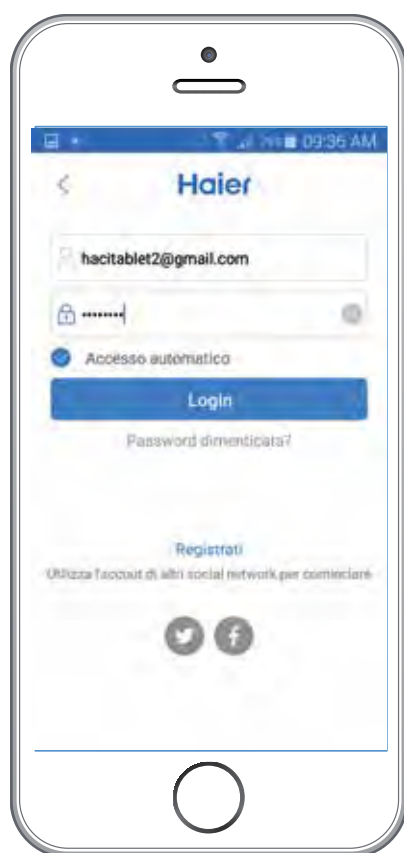 09:36 AM
Haier
hacitablet2@gmail.com
••••••••
Accesso automatico
Login
Password dimenticata?
Registrati
Utilizza l'accout di altri social network per cominciare